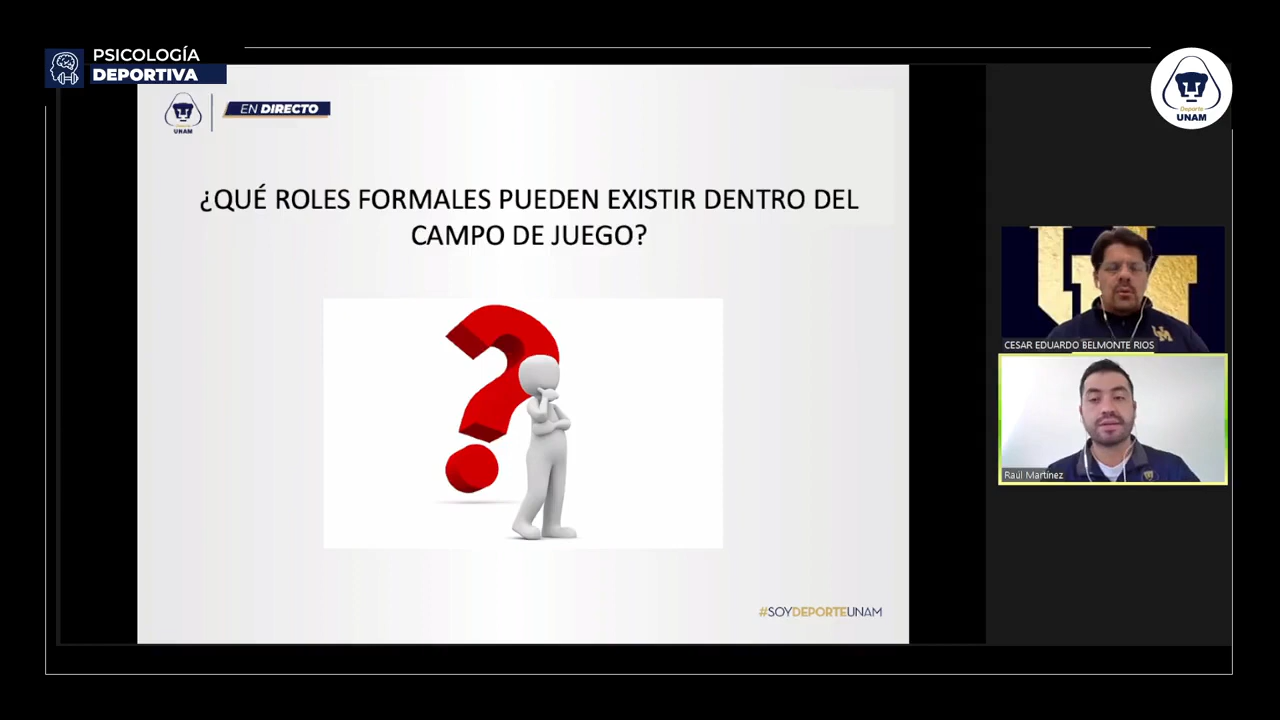 PSICOLOGÍA
DEPORTIVA
Deporte
UNAM
UNAM
EN DIRECTO
¿QUÉ ROLES FORMALES PUEDEN EXISTIR DENTRO DEL
CAMPO DE JUEGO?
CESAR EDUARDO BELMONTE RIOS
Raúl Martínez
#SOYDEPORTEUNAM